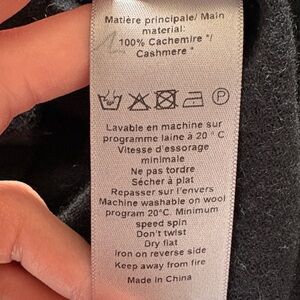 Matière principale/ Main
material:
100% Cachemire */
Cashmere *
Lavable en machine sur
programme laine à 20 ° C
Vitesse d'essorage
minimale
Ne pas tordre
Sécher à plat
Repasser sur l'envers
Machine washable on wool
program 20°C. Minimum
speed spin
Don't twist
Dry flat
iron on reverse side
Keep away from fire
Made in China